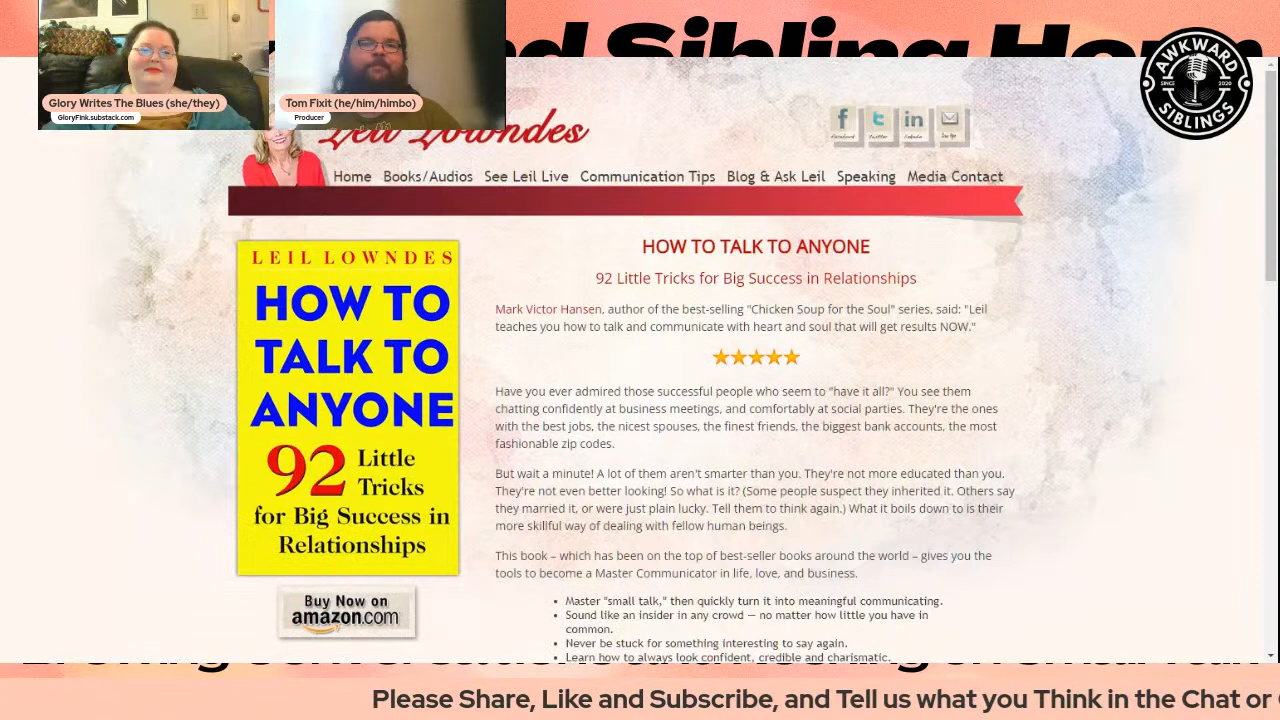 Sibling Hour
AWKWARD
SINCE 2020
SIBLINGS
Glory Writes The Blues (she/they)
GloryFink.substack.com
Tom Fixit (he/him/himbo)
Producer
Leil Lowndes
facebook
twitter
linkedin
Home Books/Audios See Leil Live Communication Tips Blog & Ask Leil Speaking Media Contact
LEIL LOWNDES
HOW TO
TALK TO
ANYONE
92 Little
Tricks
for Big Success in
Relationships
Buy Now on
amazon.com
HOW TO TALK TO ANYONE
92 Little Tricks for Big Success in Relationships
Mark Victor Hansen, author of the best-selling "Chicken Soup for the Soul" series, said: "Leil
teaches you how to talk and communicate with heart and soul that will get results NOW."
Have you ever admired those successful people who seem to "have it all?" You see them
chatting confidently at business meetings, and comfortably at social parties. They're the ones
with the best jobs, the nicest spouses, the finest friends, the biggest bank accounts, the most
fashionable zip codes.
But wait a minute! A lot of them aren't smarter than you. They're not more educated than you.
They're not even better looking! So what is it? (Some people suspect they inherited it. Others say
they married it, or were just plain lucky. Tell them to think again.) What it boils down to is their
more skillful way of dealing with fellow human beings.
This book – which has been on the top of best-seller books around the world – gives you the
tools to become a Master Communicator in life, love, and business.
• Master "small talk," then quickly turn it into meaningful communicating.
• Sound like an insider in any crowd — no matter how little you have in
common.
• Never be stuck for something interesting to say again.
• Learn how to always look confident, credible and charismatic.
Please Share, Like and Subscribe, and Tell us what you Think in the Chat or